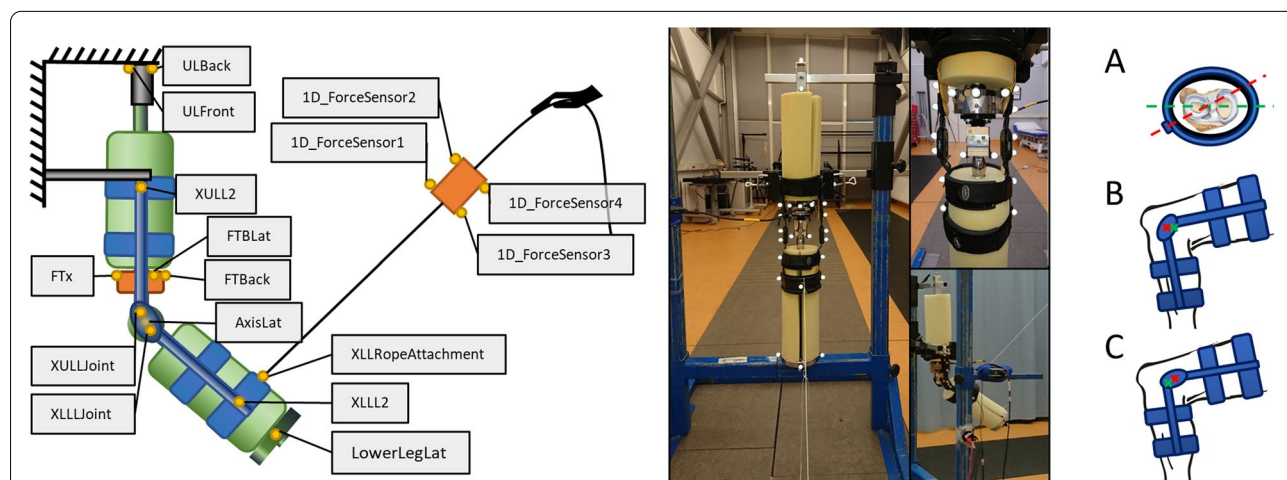 ULBack
ULFront
1D_ForceSensor2
1D_ForceSensor1
XULL2
1D_ForceSensor4
FTBLat
1D_ForceSensor3
FTx
FTBack
AxisLat
XULLJoint
XLLRopeAttachment
XLLLJoint
XLLL2
LowerLegLat
A
B
C